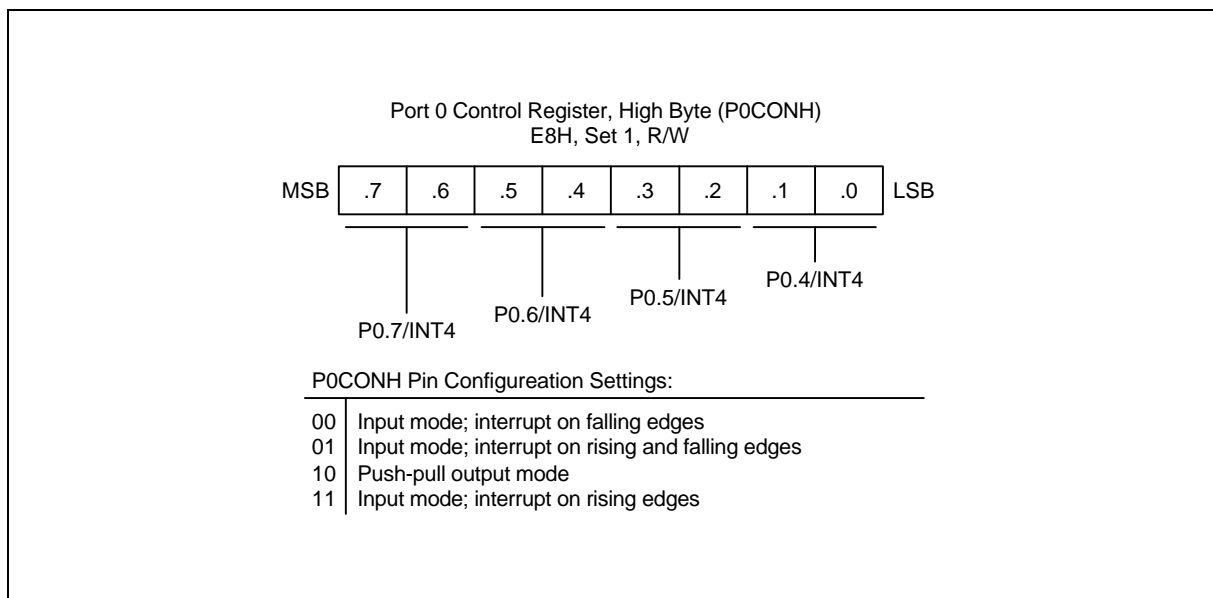 Port 0 Control Register, High Byte (P0CONH)
E8H, Set 1, R/W
MSB .7 .6 .5 .4 .3 .2 .1 .0 LSB
P0.7/INT4 P0.6/INT4 P0.5/INT4 P0.4/INT4
P0CONH Pin Configureation Settings:
00 Input mode; interrupt on falling edges
01 Input mode; interrupt on rising and falling edges
10 Push-pull output mode
11 Input mode; interrupt on rising edges